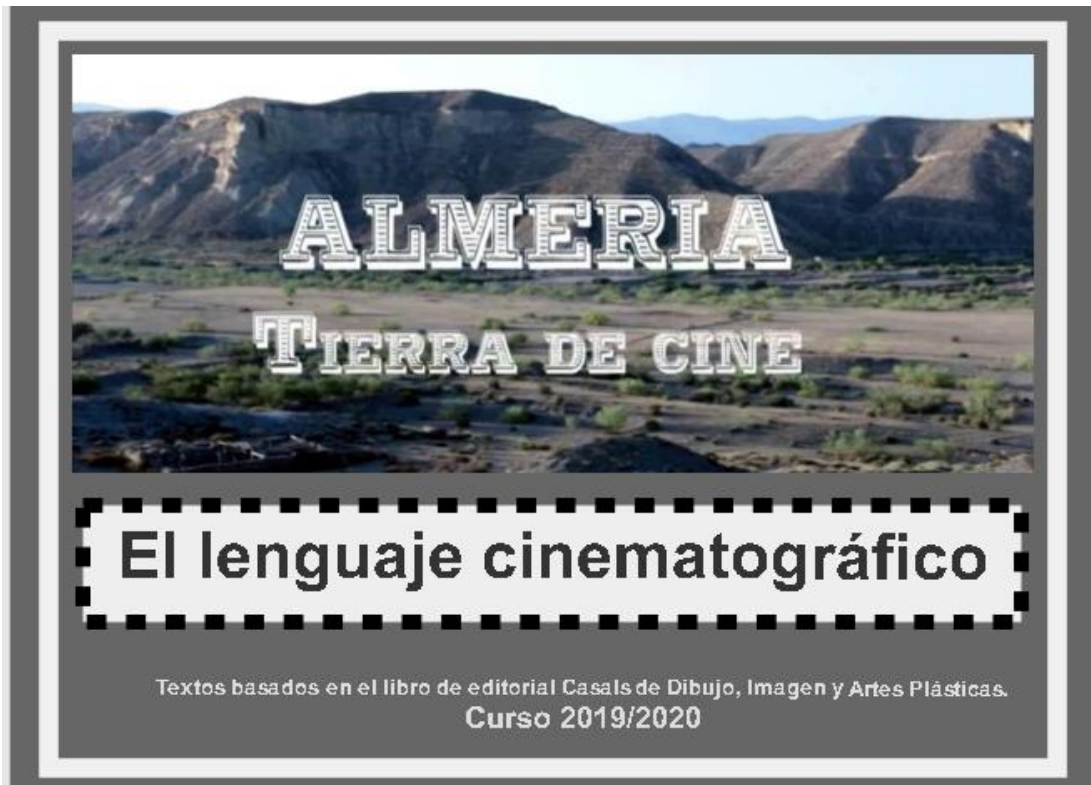 ALMERIA
TIERRA DE CINE
El lenguaje cinematográfico
Textos basados en el libro de editorial Casals de Dibujo, Imagen y Artes Plásticas.
Curso 2019/2020